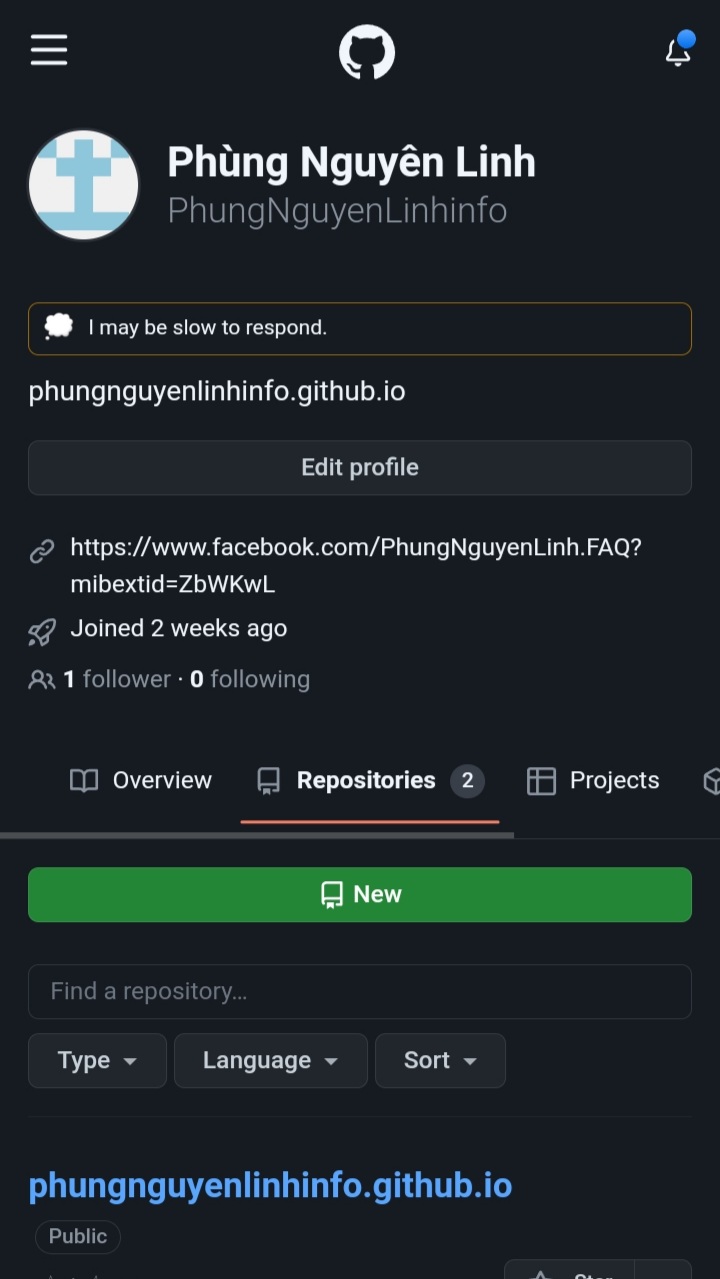 Phùng Nguyên Linh
PhungNguyenLinhinfo
I may be slow to respond.
phungnguyenlinhinfo.github.io
Edit profile
https://www.facebook.com/PhungNguyenLinh.FAQ?
mibextid=ZbWKwL
Joined 2 weeks ago
1 follower · 0 following
Overview Repositories 2 Projects
New
Find a repository…
Type Language Sort
phungnguyenlinhinfo.github.io
Public
Star